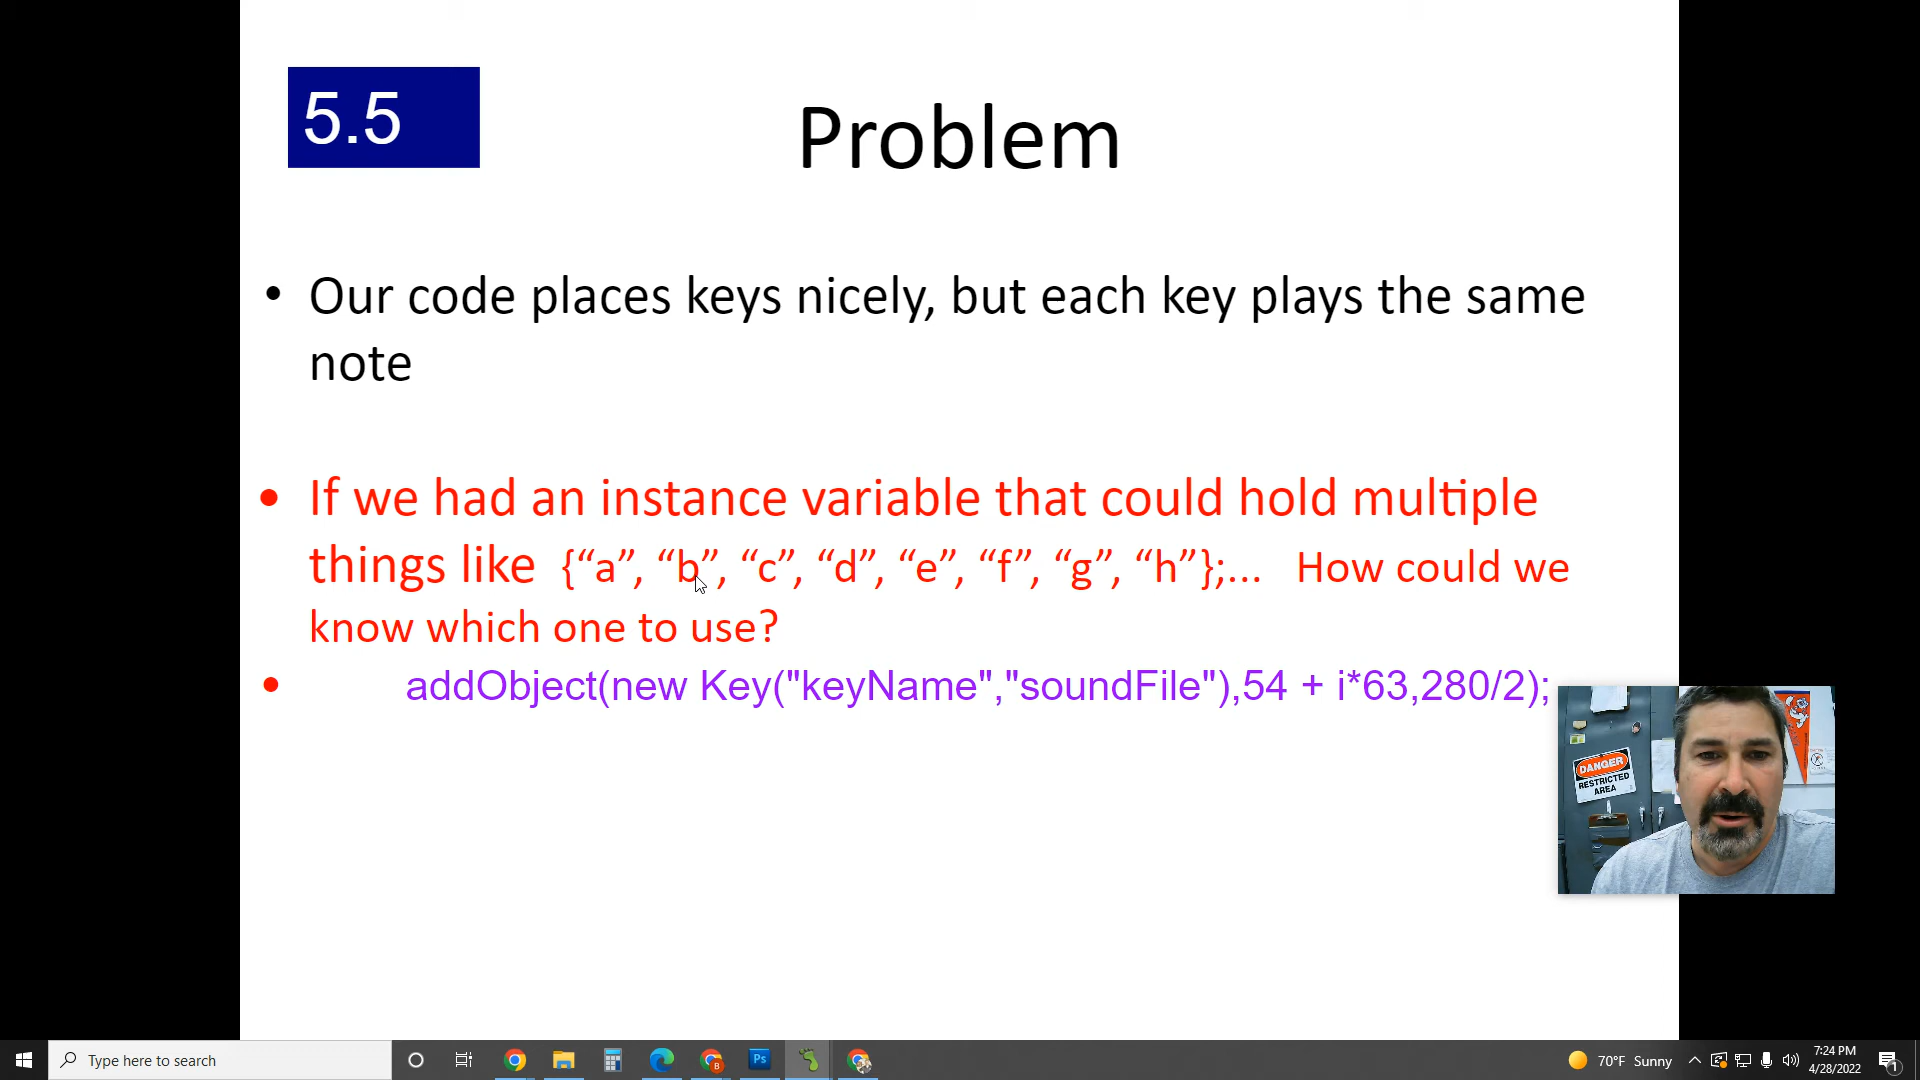 5.5
Problem
• Our code places keys nicely, but each key plays the same
note
• If we had an instance variable that could hold multiple
things like {“a”, “b”, “c”, “d”, “e”, “f”, “g”, “h”};... How could we
know which one to use?
• addObject(new Key("keyName","soundFile"),54 + i*63,280/2);
DANGER
RESTRICTED
AREA
Type here to search
Ps
B
70°F Sunny
7:24 PM
4/28/2022
1